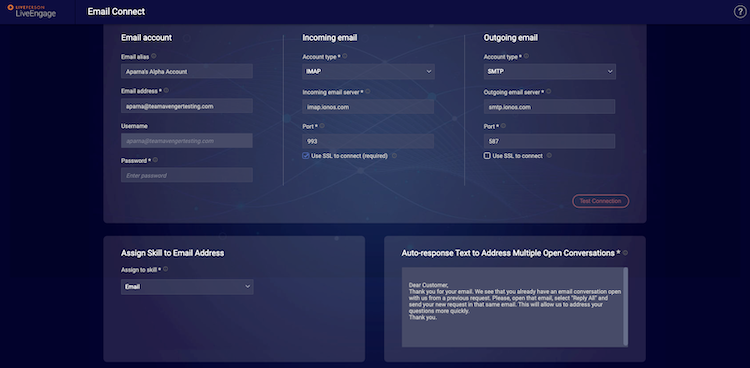 LIVEPERSON
LiveEngage
Email Connect
?
Email account
Email alias
Aparna's Alpha Account
Email address *
aparna@teamavengertesting.com
Username
aparna@teamavengertesting.com
Password *
Enter password
Incoming email
Account type *
IMAP
Incoming email server *
imap.ionos.com
Port *
993
Use SSL to connect (required)
Outgoing email
Account type *
SMTP
Outgoing email server *
smtp.ionos.com
Port *
587
Use SSL to connect
Test Connection
Assign Skill to Email Address
Assign to skill *
Email
Auto-response Text to Address Multiple Open Conversations *
Dear Customer,
Thank you for your email. We see that you already have an email conversation open
with us from a previous request. Please, open that email, select "Reply All" and
send your new request in that same email. This will allow us to address your
questions more quickly.
Thank you.